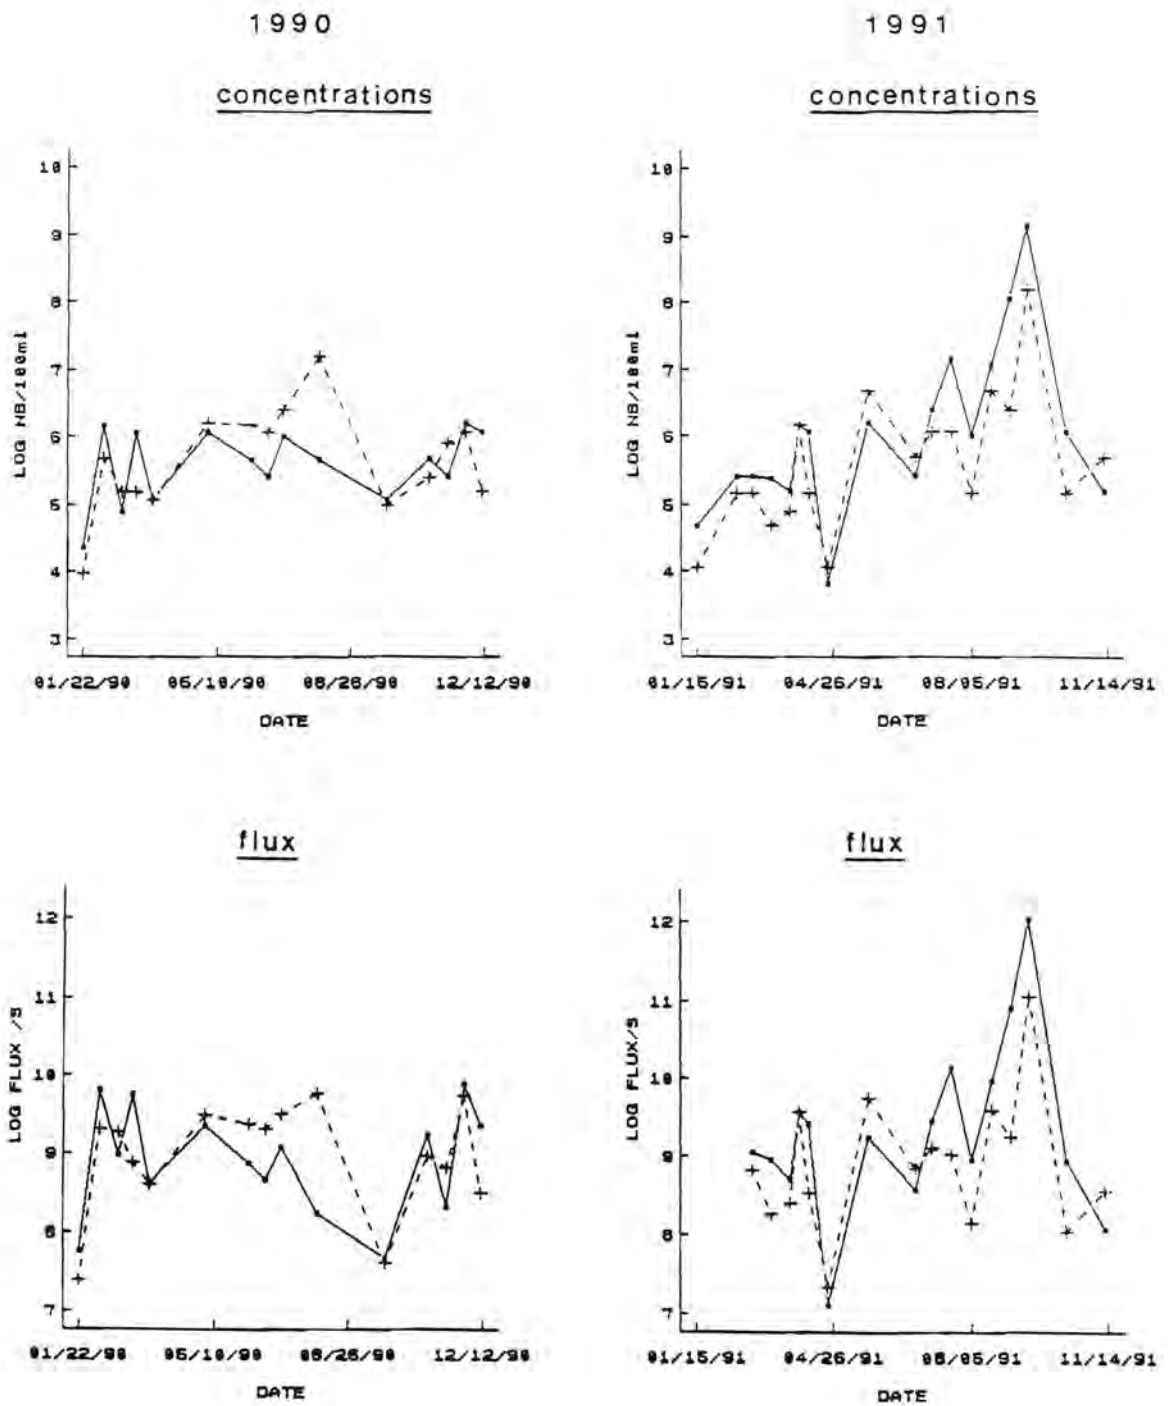 1990
1991
concentrations
concentrations
10
9
8
7
6
5
4
3
LOG NB/100ml
01/22/90 05/10/90 08/26/90 12/12/90
DATE
10
9
8
7
6
5
4
3
LOG NB/100ml
01/15/91 04/26/91 08/05/91 11/14/91
DATE
flux
flux
12
11
10
9
8
7
LOG FLUX /S
01/22/90 05/10/90 08/26/90 12/12/90
DATE
12
11
10
9
8
7
LOG FLUX/S
01/15/91 04/26/91 08/05/91 11/14/91
DATE